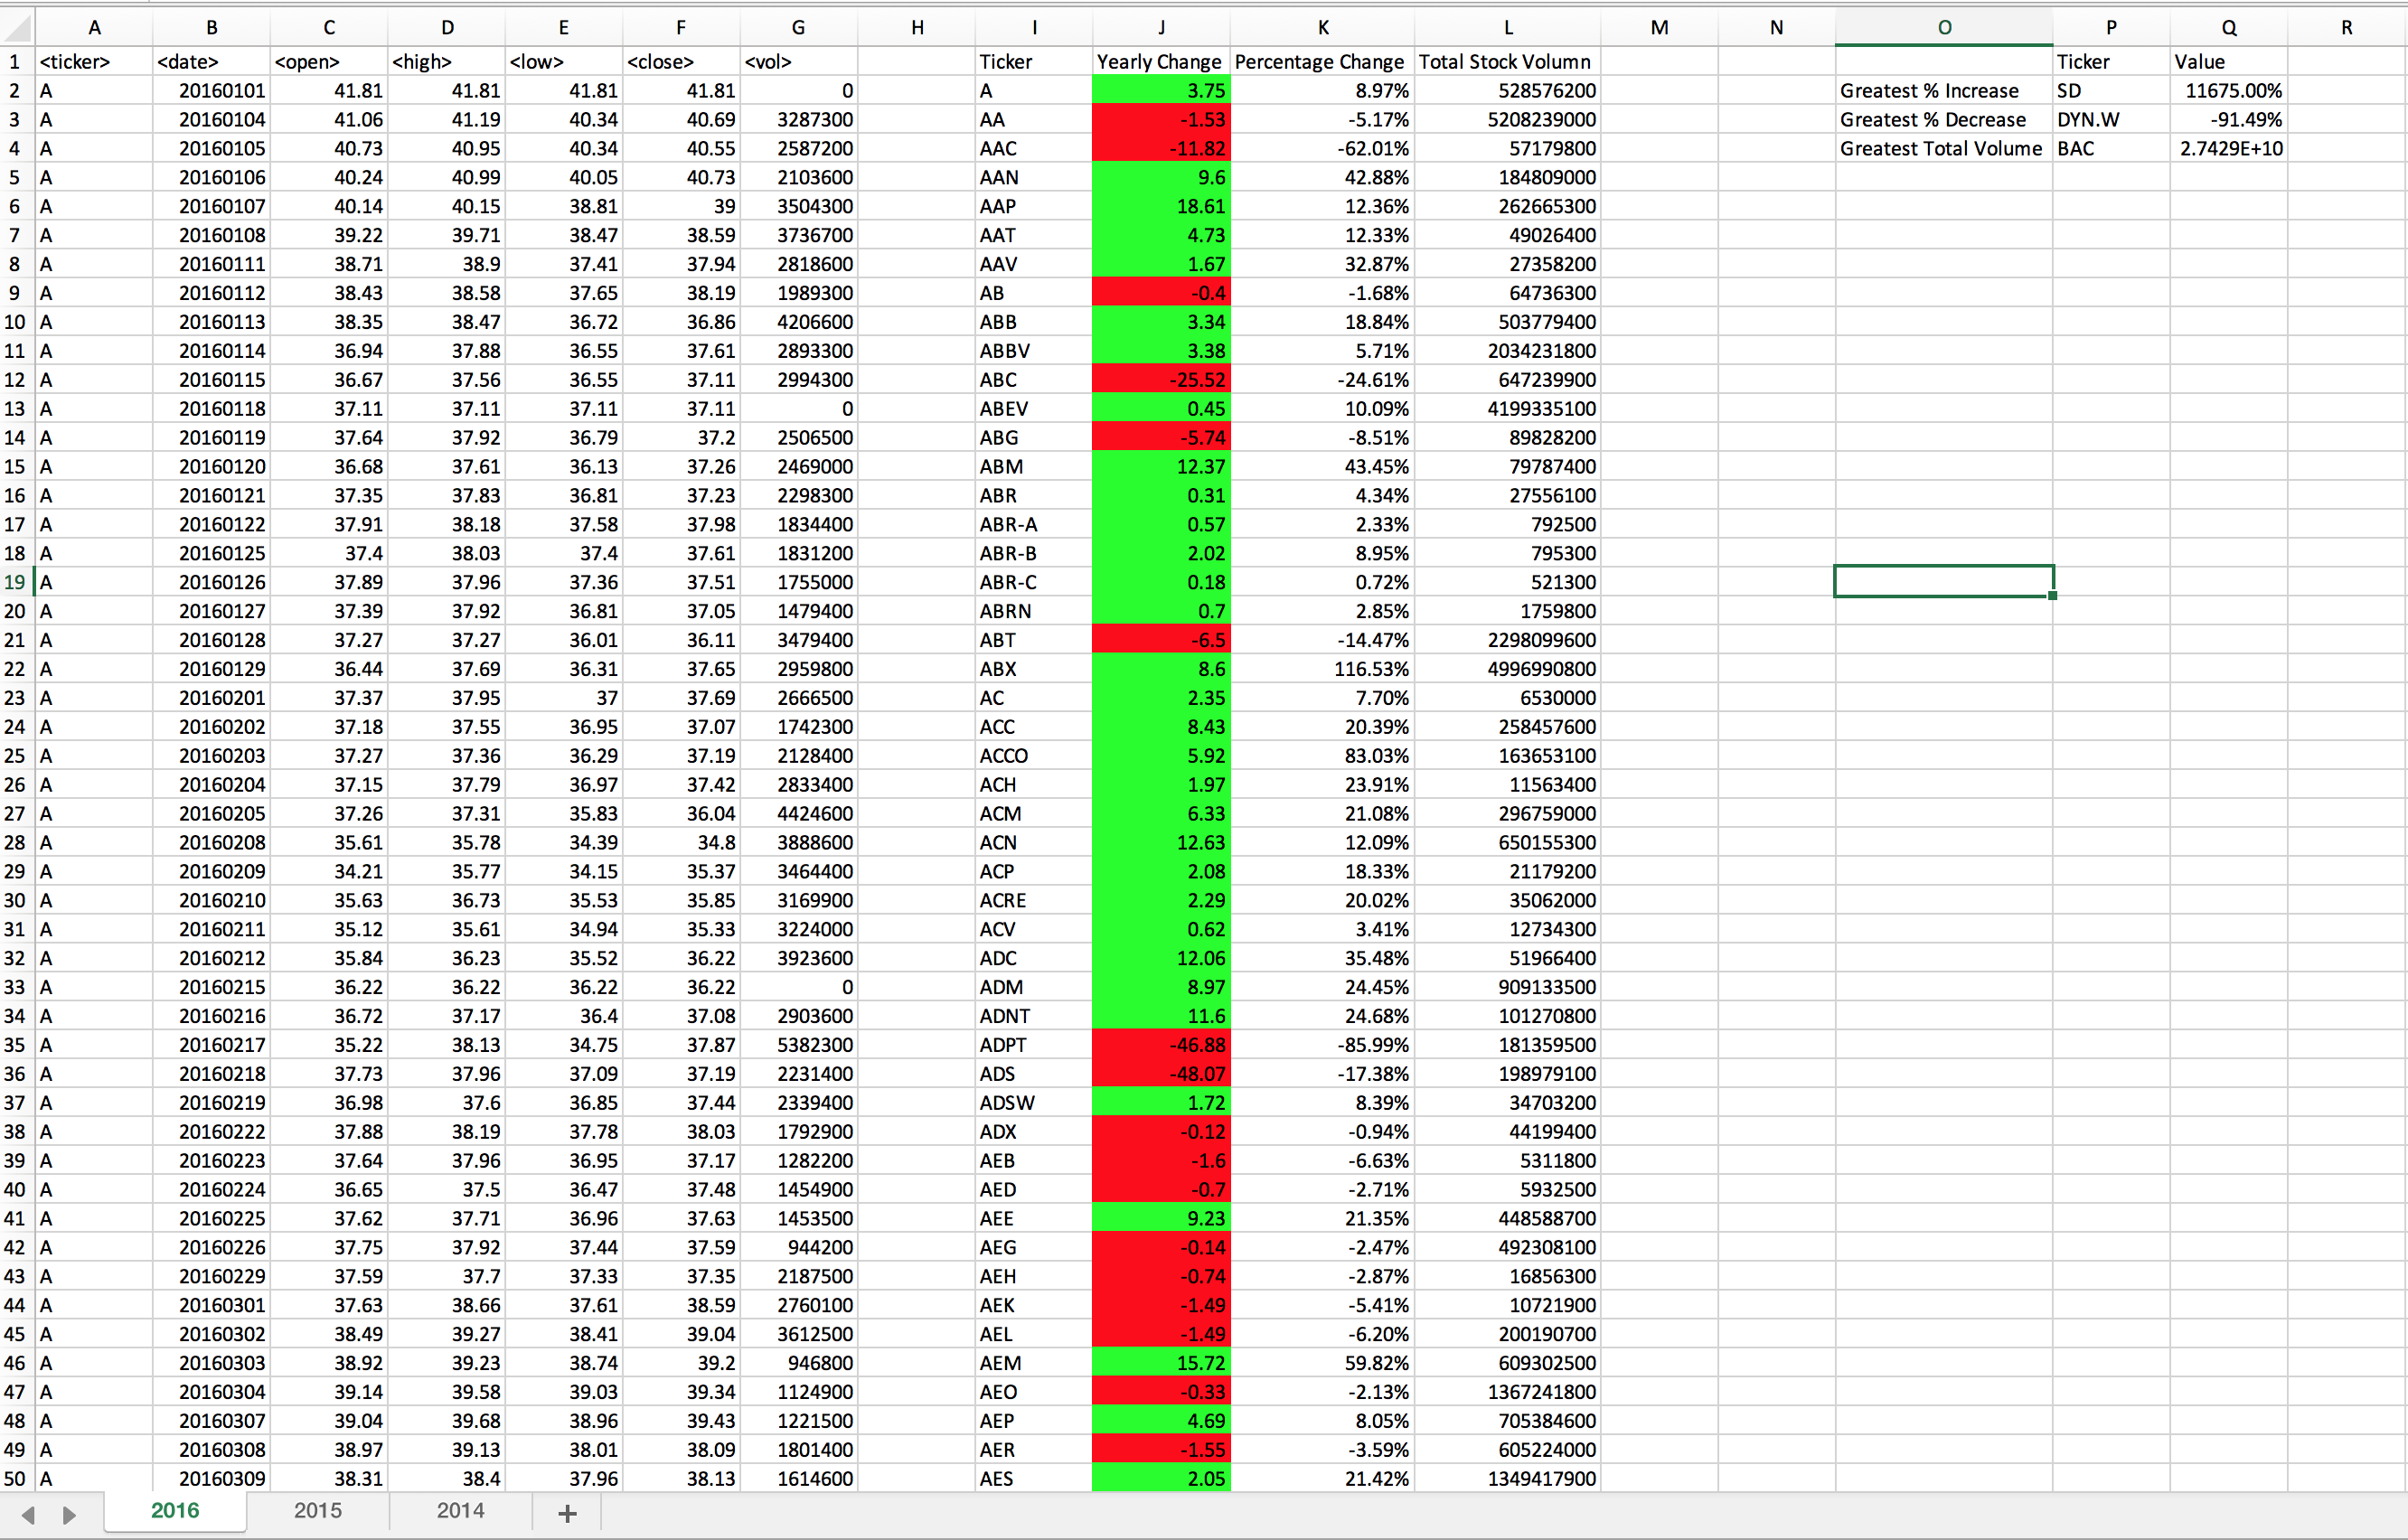 A B C D E F G H I J K L M N O P Q R
1 <ticker> <date> <open> <high> <low> <close> <vol> Ticker Yearly Change Percentage Change Total Stock Volumn Ticker Value
2 A 20160101 41.81 41.81 41.81 41.81 0 A 3.75 8.97% 528576200 Greatest % Increase SD 11675.00%
3 A 20160104 41.06 41.19 40.34 40.69 3287300 AA -1.53 -5.17% 5208239000 Greatest % Decrease DYN.W -91.49%
4 A 20160105 40.73 40.95 40.34 40.55 2587200 AAC -11.82 -62.01% 57179800 Greatest Total Volume BAC 2.7429E+10
5 A 20160106 40.24 40.99 40.05 40.73 2103600 AAN 9.6 42.88% 184809000
6 A 20160107 40.14 40.15 38.81 39 3504300 AAP 18.61 12.36% 262665300
7 A 20160108 39.22 39.71 38.47 38.59 3736700 AAT 4.73 12.33% 49026400
8 A 20160111 38.71 38.9 37.41 37.94 2818600 AAV 1.67 32.87% 27358200
9 A 20160112 38.43 38.58 37.65 38.19 1989300 AB -0.4 -1.68% 64736300
10 A 20160113 38.35 38.47 36.72 36.86 4206600 ABB 3.34 18.84% 503779400
11 A 20160114 36.94 37.88 36.55 37.61 2893300 ABBV 3.38 5.71% 2034231800
12 A 20160115 36.67 37.56 36.55 37.11 2994300 ABC -25.52 -24.61% 647239900
13 A 20160118 37.11 37.11 37.11 37.11 0 ABEV 0.45 10.09% 4199335100
14 A 20160119 37.64 37.92 36.79 37.2 2506500 ABG -5.74 -8.51% 89828200
15 A 20160120 36.68 37.61 36.13 37.26 2469000 ABM 12.37 43.45% 79787400
16 A 20160121 37.35 37.83 36.81 37.23 2298300 ABR 0.31 4.34% 27556100
17 A 20160122 37.91 38.18 37.58 37.98 1834400 ABR-A 0.57 2.33% 792500
18 A 20160125 37.4 38.03 37.4 37.61 1831200 ABR-B 2.02 8.95% 795300
19 A 20160126 37.89 37.96 37.36 37.51 1755000 ABR-C 0.18 0.72% 521300
20 A 20160127 37.39 37.92 36.81 37.05 1479400 ABRN 0.7 2.85% 1759800
21 A 20160128 37.27 37.27 36.01 36.11 3479400 ABT -6.5 -14.47% 2298099600
22 A 20160129 36.44 37.69 36.31 37.65 2959800 ABX 8.6 116.53% 4996990800
23 A 20160201 37.37 37.95 37 37.69 2666500 AC 2.35 7.70% 6530000
24 A 20160202 37.18 37.55 36.95 37.07 1742300 ACC 8.43 20.39% 258457600
25 A 20160203 37.27 37.36 36.29 37.19 2128400 ACCO 5.92 83.03% 163653100
26 A 20160204 37.15 37.79 36.97 37.42 2833400 ACH 1.97 23.91% 11563400
27 A 20160205 37.26 37.31 35.83 36.04 4424600 ACM 6.33 21.08% 296759000
28 A 20160208 35.61 35.78 34.39 34.8 3888600 ACN 12.63 12.09% 650155300
29 A 20160209 34.21 35.77 34.15 35.37 3464400 ACP 2.08 18.33% 21179200
30 A 20160210 35.63 36.73 35.53 35.85 3169900 ACRE 2.29 20.02% 35062000
31 A 20160211 35.12 35.61 34.94 35.33 3224000 ACV 0.62 3.41% 12734300
32 A 20160212 35.84 36.23 35.52 36.22 3923600 ADC 12.06 35.48% 51966400
33 A 20160215 36.22 36.22 36.22 36.22 0 ADM 8.97 24.45% 909133500
34 A 20160216 36.72 37.17 36.4 37.08 2903600 ADNT 11.6 24.68% 101270800
35 A 20160217 35.22 38.13 34.75 37.87 5382300 ADPT -46.88 -85.99% 181359500
36 A 20160218 37.73 37.96 37.09 37.19 2231400 ADS -48.07 -17.38% 198979100
37 A 20160219 36.98 37.6 36.85 37.44 2339400 ADSW 1.72 8.39% 34703200
38 A 20160222 37.88 38.19 37.78 38.03 1792900 ADX -0.12 -0.94% 44199400
39 A 20160223 37.64 37.96 36.95 37.17 1282200 AEB -1.6 -6.63% 5311800
40 A 20160224 36.65 37.5 36.47 37.48 1454900 AED -0.7 -2.71% 5932500
41 A 20160225 37.62 37.71 36.96 37.63 1453500 AEE 9.23 21.35% 448588700
42 A 20160226 37.75 37.92 37.44 37.59 944200 AEG -0.14 -2.47% 492308100
43 A 20160229 37.59 37.7 37.33 37.35 2187500 AEH -0.74 -2.87% 16856300
44 A 20160301 37.63 38.66 37.61 38.59 2760100 AEK -1.49 -5.41% 10721900
45 A 20160302 38.49 39.27 38.41 39.04 3612500 AEL -1.49 -6.20% 200190700
46 A 20160303 38.92 39.23 38.74 39.2 946800 AEM 15.72 59.82% 609302500
47 A 20160304 39.14 39.58 39.03 39.34 1124900 AEO -0.33 -2.13% 1367241800
48 A 20160307 39.04 39.68 38.96 39.43 1221500 AEP 4.69 8.05% 705384600
49 A 20160308 38.97 39.13 38.01 38.09 1801400 AER -1.55 -3.59% 605224000
50 A 20160309 38.31 38.4 37.96 38.13 1614600 AES 2.05 21.42% 1349417900
2016 2015 2014 +